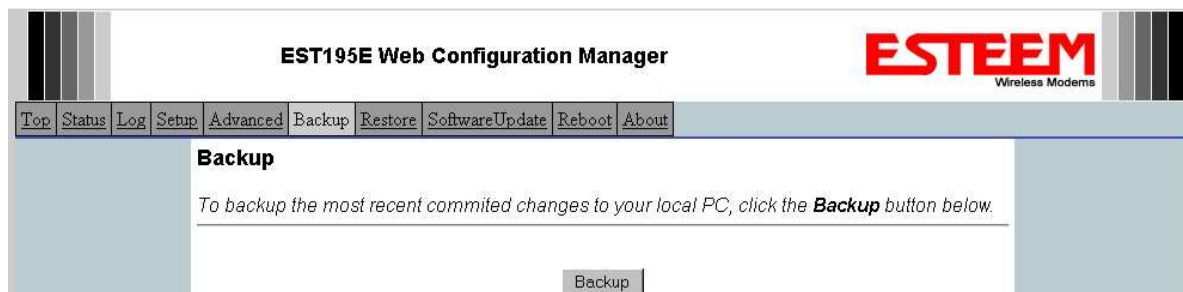 EST195E Web Configuration Manager
ESTEEM
Wireless Modems
Top Status Log Setup Advanced Backup Restore SoftwareUpdate Reboot About
Backup
To backup the most recent commited changes to your local PC, click the Backup button below.
Backup